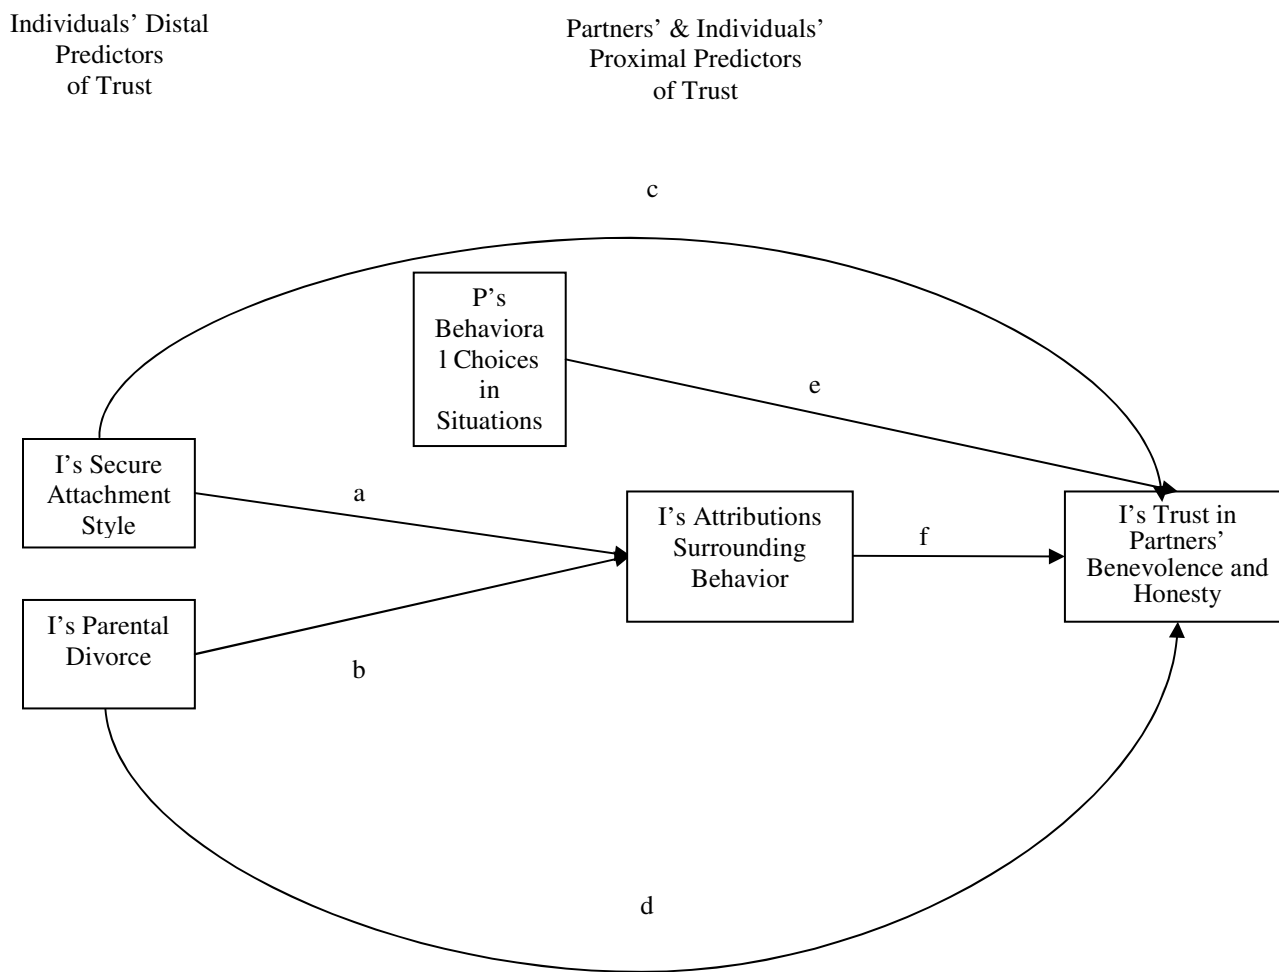 Individuals’ Distal
Predictors
of Trust
Partners’ & Individuals’
Proximal Predictors
of Trust
c
P’s
Behaviora
l Choices
in
Situations
e
I’s Secure
Attachment
Style
a
I’s Attributions
Surrounding
Behavior
f
I’s Trust in
Partners’
Benevolence and
Honesty
I’s Parental
Divorce
b
d